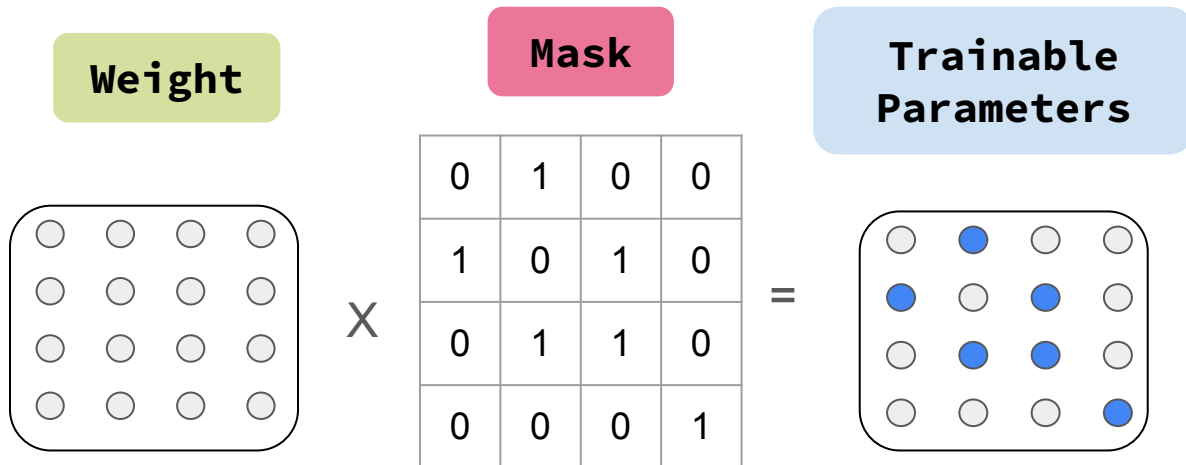 Weight
Mask
Trainable
Parameters
0 1 0 0
1 0 1 0
X
=
0 1 1 0
0 0 0 1